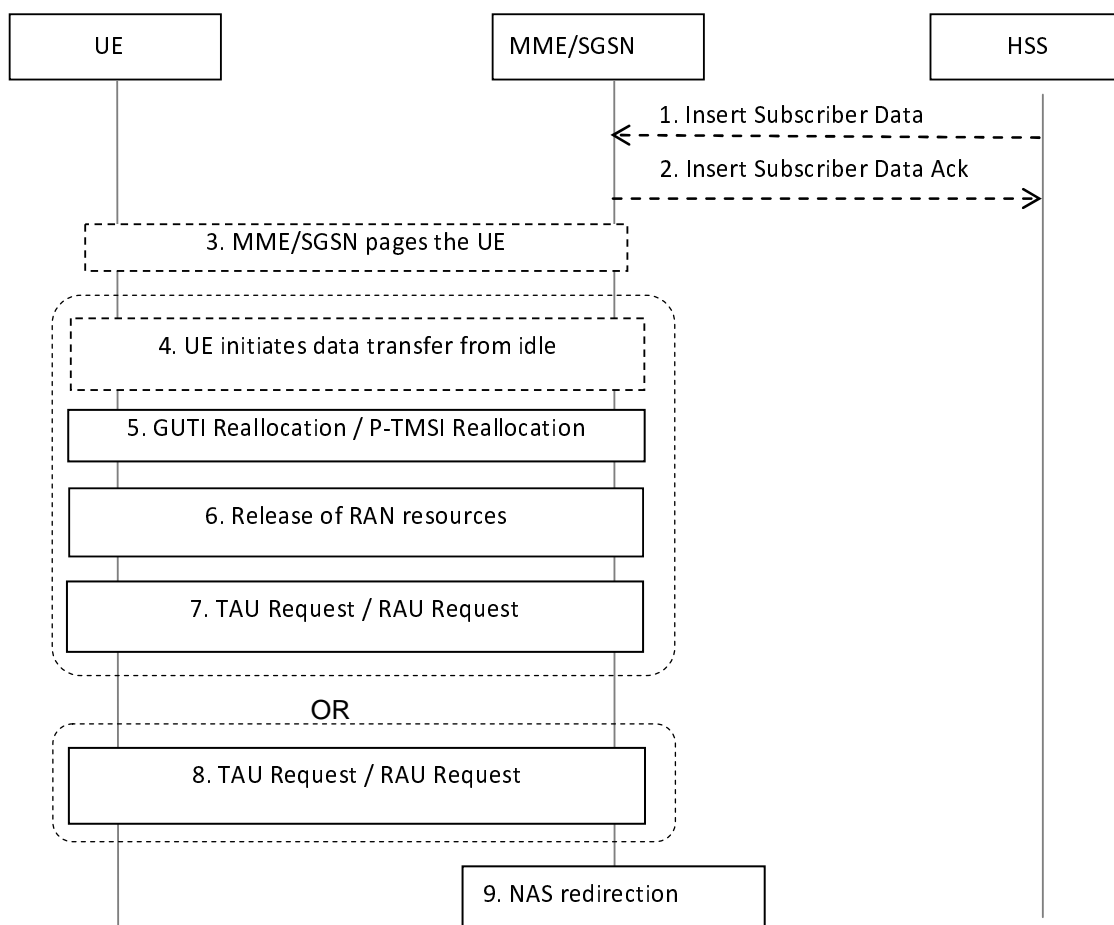 UE
MME/SGSN
HSS
1. Insert Subscriber Data
2. Insert Subscriber Data Ack
3. MME/SGSN pages the UE
4. UE initiates data transfer from idle
5. GUTI Reallocation / P-TMSI Reallocation
6. Release of RAN resources
7. TAU Request / RAU Request
OR
8. TAU Request / RAU Request
9. NAS redirection